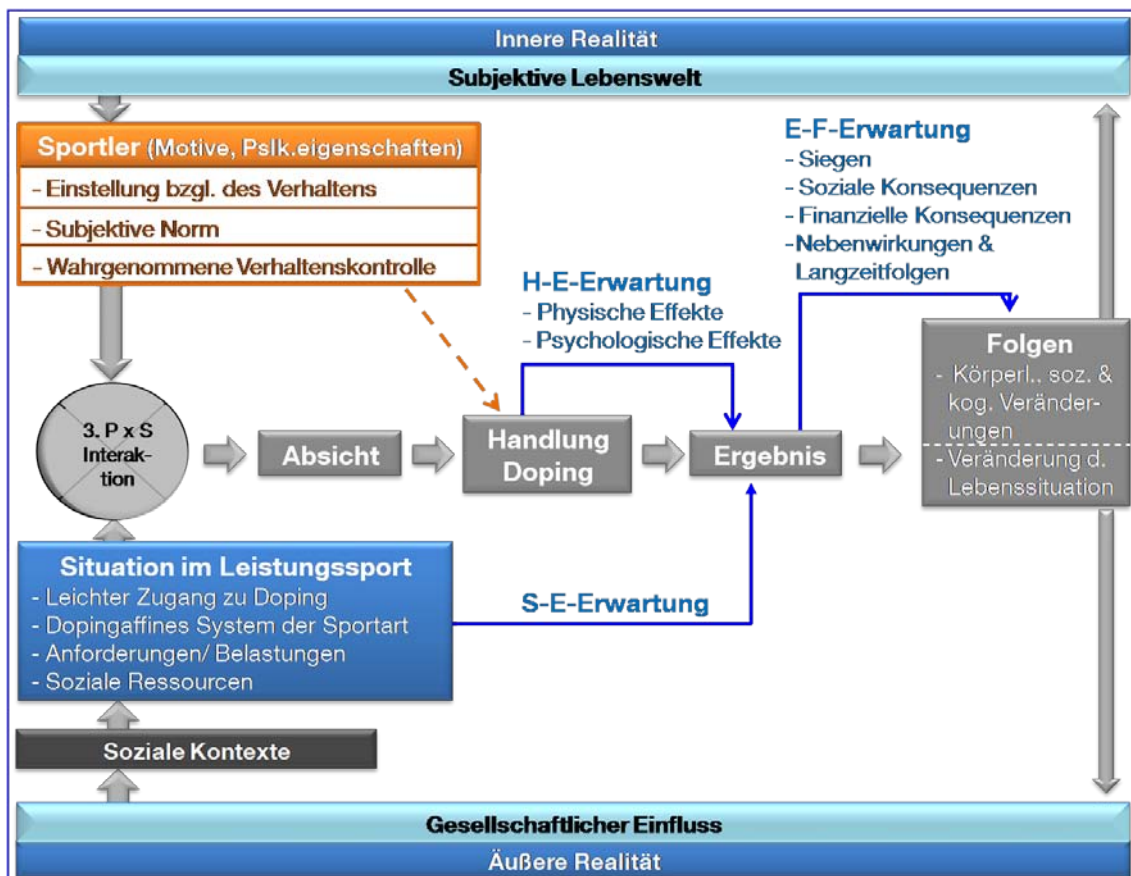 Innere Realität
Subjektive Lebenswelt
Sportler (Motive, Pslk.eigenschaften)
- Einstellung bzgl. des Verhaltens
- Subjektive Norm
- Wahrgenommene Verhaltenskontrolle
E-F-Erwartung
- Siegen
- Soziale Konsequenzen
- Finanzielle Konsequenzen
- Nebenwirkungen &
Langzeitfolgen
H-E-Erwartung
- Physische Effekte
- Psychologische Effekte
3. P x S
Interak-
tion
Absicht
Handlung
Doping
Ergebnis
Folgen
- Körperl.. soz. &
kog. Veränder-
ungen
- Veränderung d.
Lebenssituation
Situation im Leistungssport
- Leichter Zugang zu Doping
- Dopingaffines System der Sportart
- Anforderungen/ Belastungen
- Soziale Ressourcen
S-E-Erwartung
Soziale Kontexte
Gesellschaftlicher Einfluss
Äußere Realität